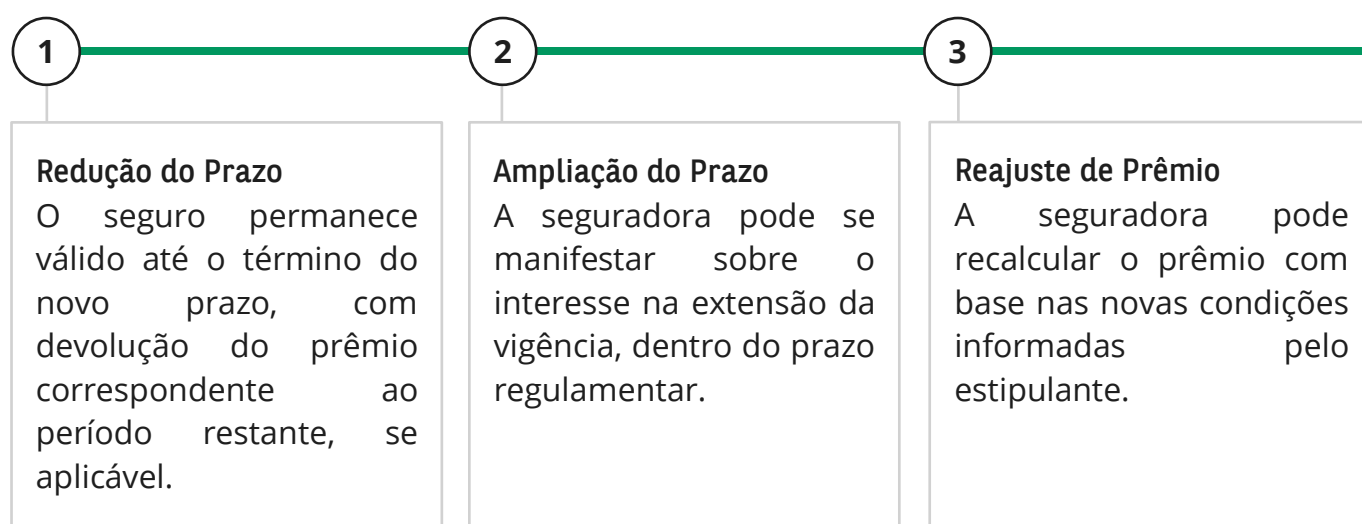 1
2
3
Redução do Prazo
O seguro permanece
válido até o término do
novo prazo, com
devolução do prêmio
correspondente ao
período restante, se
aplicável.
Ampliação do Prazo
A seguradora pode se
manifestar sobre o
interesse na extensão da
vigência, dentro do prazo
regulamentar.
Reajuste de Prêmio
A seguradora pode
recalcular o prêmio com
base nas novas condições
informadas pelo
estipulante.